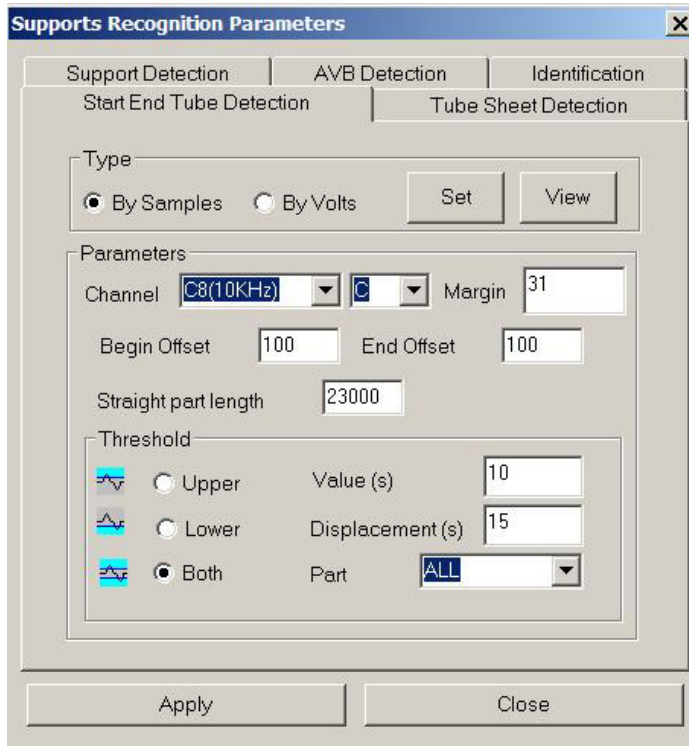 Supports Recognition Parameters
Support Detection AVB Detection Identification
Start End Tube Detection Tube Sheet Detection
Type
By Samples By Volts Set View
Parameters
Channel C8(10KHz) C Margin 31
Begin Offset 100 End Offset 100
Straight part length 23000
Threshold
Upper Value (s) 10
Lower Displacement (s) 15
Both Part ALL
Apply Close